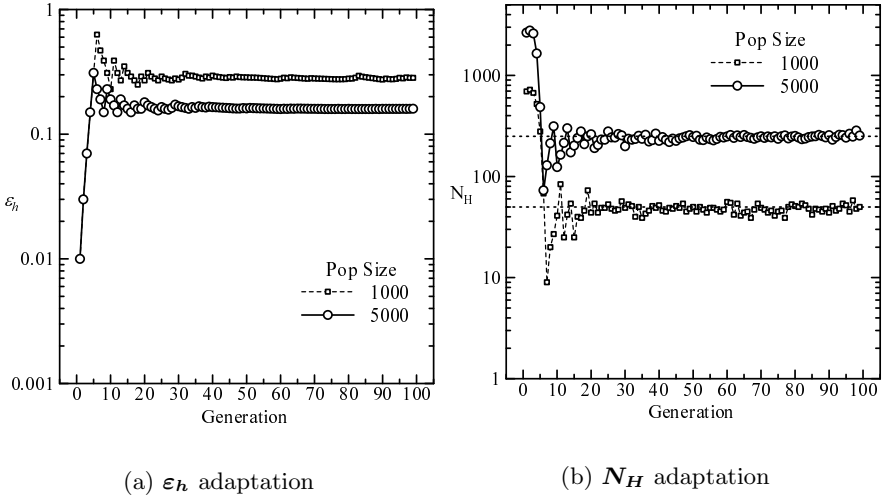 1
0.1
ε_h
0.01
0.001
Pop Size
1000
5000
0 10 20 30 40 50 60 70 80 90 100
Generation
(a) ε_h adaptation
1000
100
N_H
10
1
Pop Size
1000
5000
0 10 20 30 40 50 60 70 80 90 100
Generation
(b) N_H adaptation